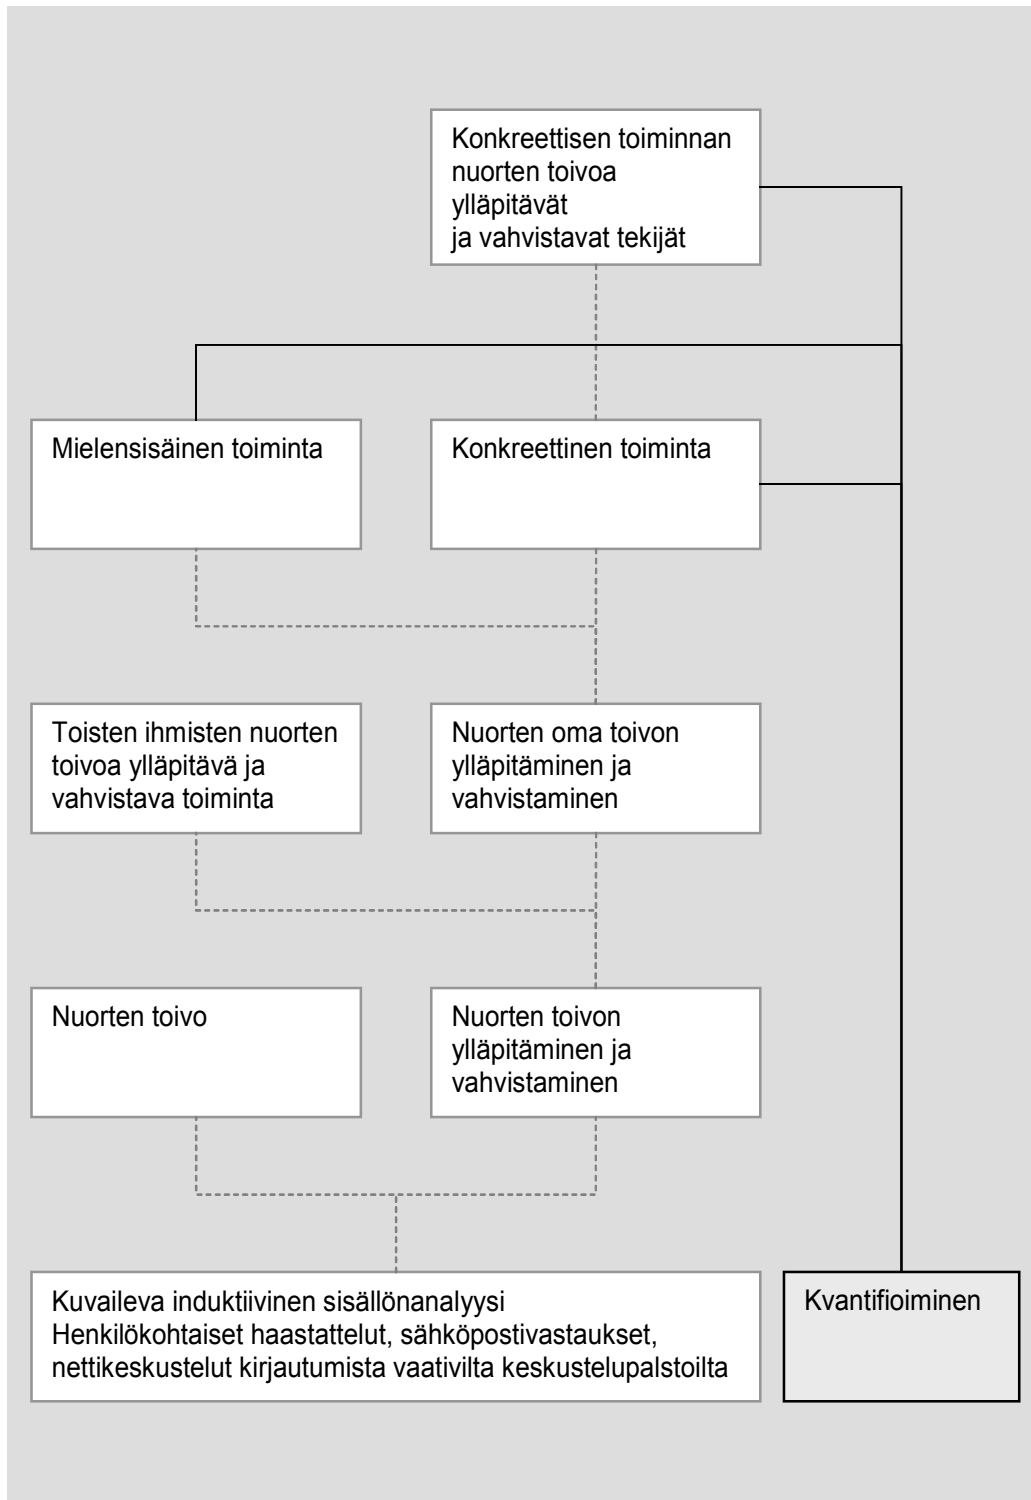 Konkreettisen toiminnan
nuorten toivoa
ylläpitävät
ja vahvistavat tekijät
Mielensisäinen toiminta
Konkreettinen toiminta
Toisten ihmisten nuorten
toivoa ylläpitävä ja
vahvistava toiminta
Nuorten oma toivon
ylläpitäminen ja
vahvistaminen
Nuorten toivo
Nuorten toivon
ylläpitäminen ja
vahvistaminen
Kuvaileva induktiivinen sisällönanalyysi
Henkilökohtaiset haastattelut, sähköpostivastaukset,
nettikeskustelut kirjautumista vaativilta keskustelupalstoilta
Kvantifioiminen